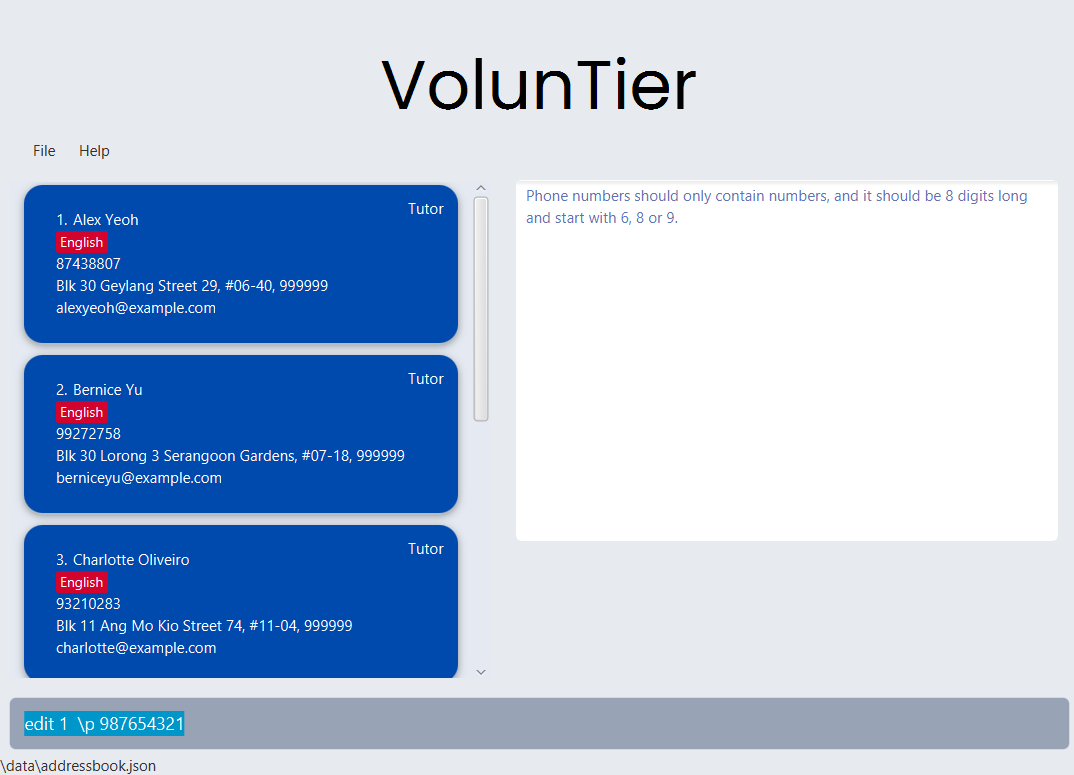 VolunTier
File Help
1. Alex Yeoh
Tutor
English
87438807
Blk 30 Geylang Street 29, #06-40, 999999
alexyeoh@example.com
2. Bernice Yu
Tutor
English
99272758
Blk 30 Lorong 3 Serangoon Gardens, #07-18, 999999
berniceyu@example.com
3. Charlotte Oliveiro
Tutor
English
93210283
Blk 11 Ang Mo Kio Street 74, #11-04, 999999
charlotte@example.com
Phone numbers should only contain numbers, and it should be 8 digits long
and start with 6, 8 or 9.
edit 1  \p 987654321
\data\addressbook.json